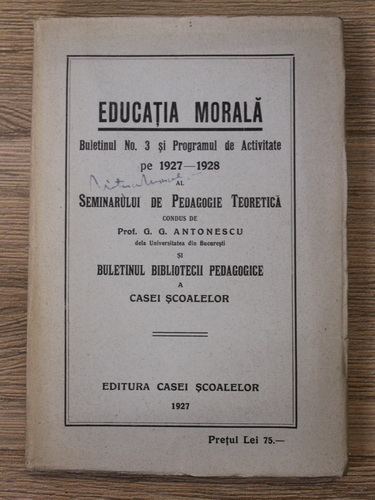 EDUCAȚIA MORALĂ
Buletinul No. 3 și Programul de Activitate
pe 1927—1928
AL
SEMINARÛLUI DE PEDAGOGIE TEORETICĂ
CONDUS DE
Prof. G. G. ANTONESCU
dela Universitatea din București
ȘI
BULETINUL BIBLIOTECII PEDAGOGICE
A
CASEI ȘCOALELOR
EDITURA CASEI ȘCOALELOR
1927
Prețul Lei 75.—